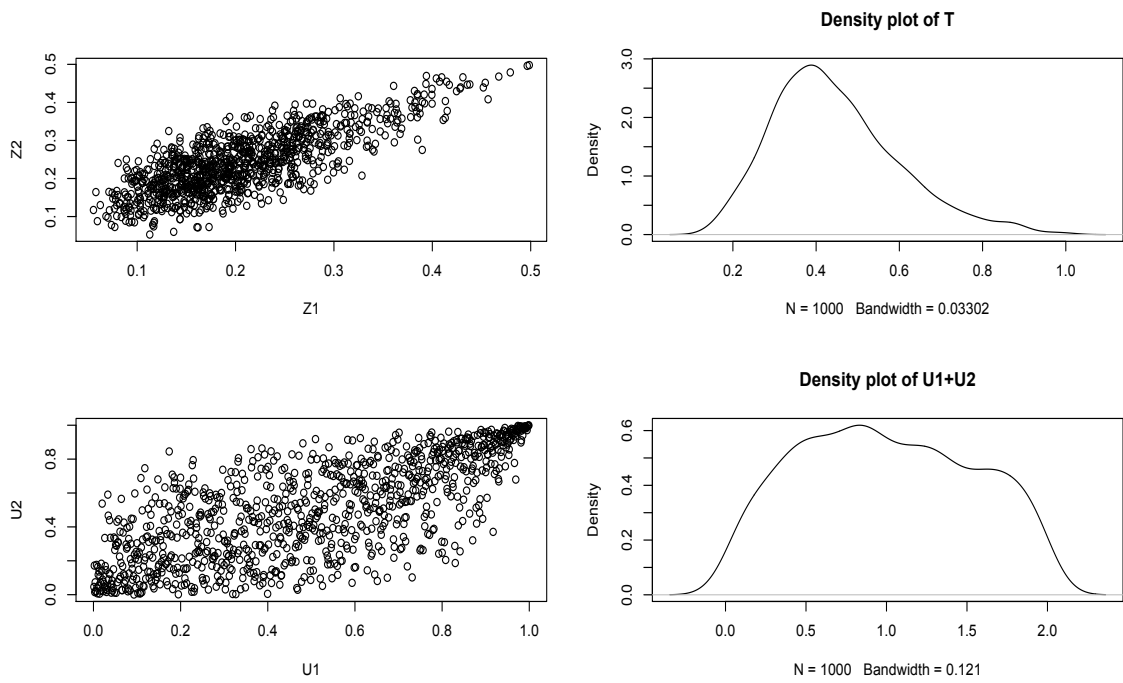 Z2
0.1 0.2 0.3 0.4 0.5
0.1 0.2 0.3 0.4 0.5
Z1
Density plot of T
Density
0.0 1.0 2.0 3.0
0.2 0.4 0.6 0.8 1.0
N = 1000 Bandwidth = 0.03302
U2
0.0 0.4 0.8
0.0 0.2 0.4 0.6 0.8 1.0
U1
Density plot of U1+U2
Density
0.0 0.2 0.4 0.6
0.0 0.5 1.0 1.5 2.0
N = 1000 Bandwidth = 0.121